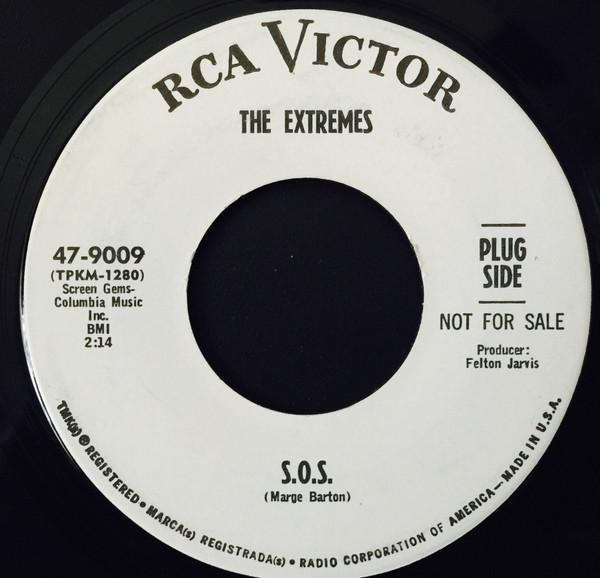 RCA VICTOR
THE EXTREMES
47-9009
(TPKM-1280)
Screen Gems-
Columbia Music
Inc.
BMI
2:14
PLUG
SIDE
NOT FOR SALE
Producer:
Felton Jarvis
S.O.S.
(Marge Barton)
TMK(s) ® REGISTERED • MARCA(s) REGISTRADA(s) • RADIO CORPORATION OF AMERICA—MADE IN U.S.A.